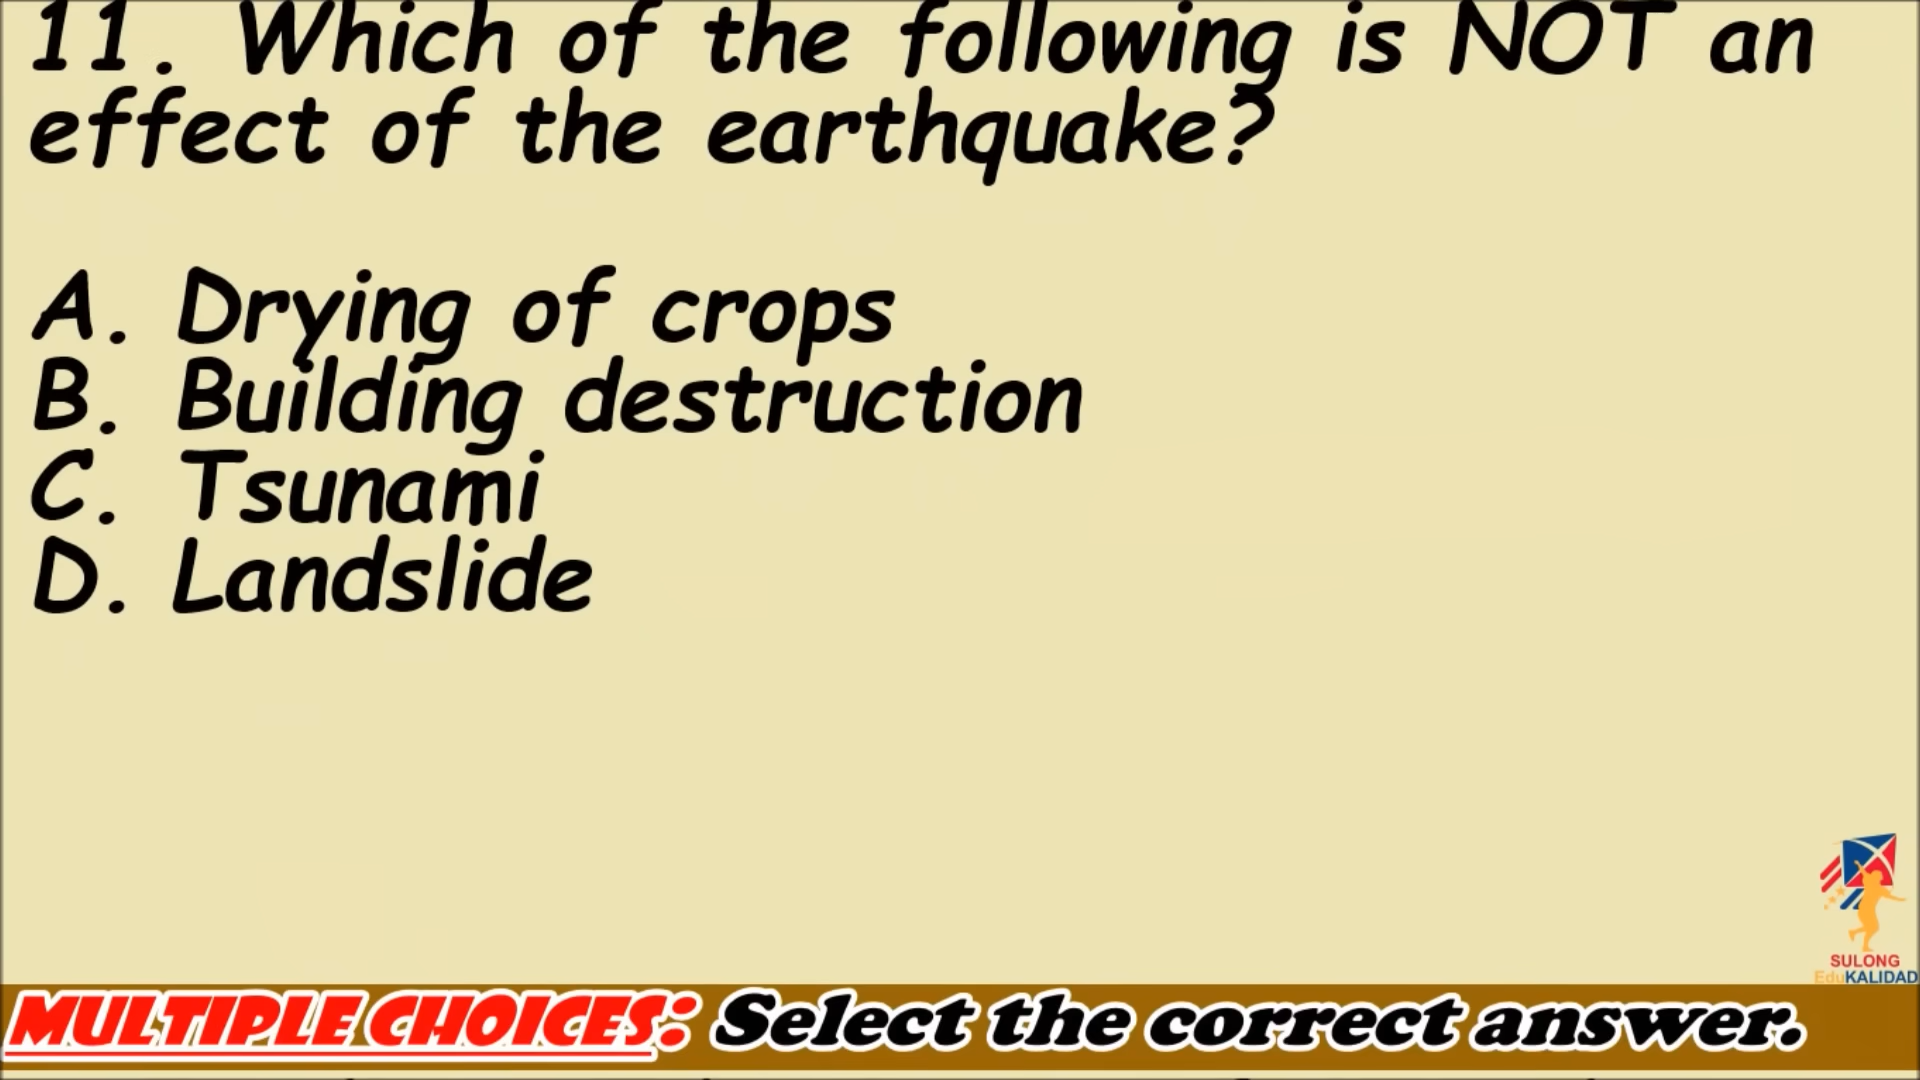 11. Which of the following is NOT an
effect of the earthquake?
A. Drying of crops
B. Building destruction
C. Tsunami
D. Landslide
SULONG
EduKALIDAD
MULTIPLE CHOICES: Select the correct answer.